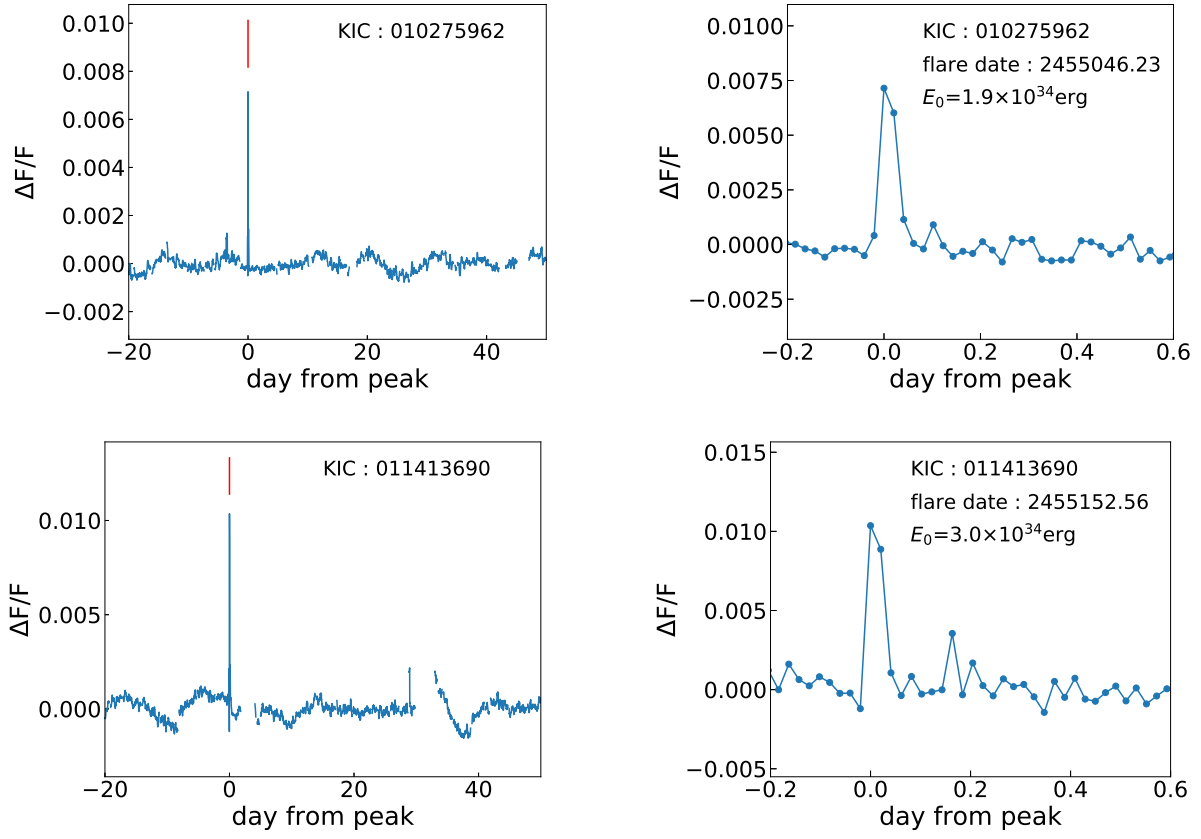 0.010
0.008
0.006
0.004
0.002
0.000
−0.002
ΔF/F
KIC : 010275962
−20
0
20
40
day from peak
0.0100
0.0075
0.0050
0.0025
0.0000
−0.0025
ΔF/F
KIC : 010275962
flare date : 2455046.23
E₀=1.9×10³⁴erg
−0.2
0.0
0.2
0.4
0.6
day from peak
0.010
0.005
0.000
ΔF/F
KIC : 011413690
−20
0
20
40
day from peak
0.015
0.010
0.005
0.000
−0.005
ΔF/F
KIC : 011413690
flare date : 2455152.56
E₀=3.0×10³⁴erg
−0.2
0.0
0.2
0.4
0.6
day from peak